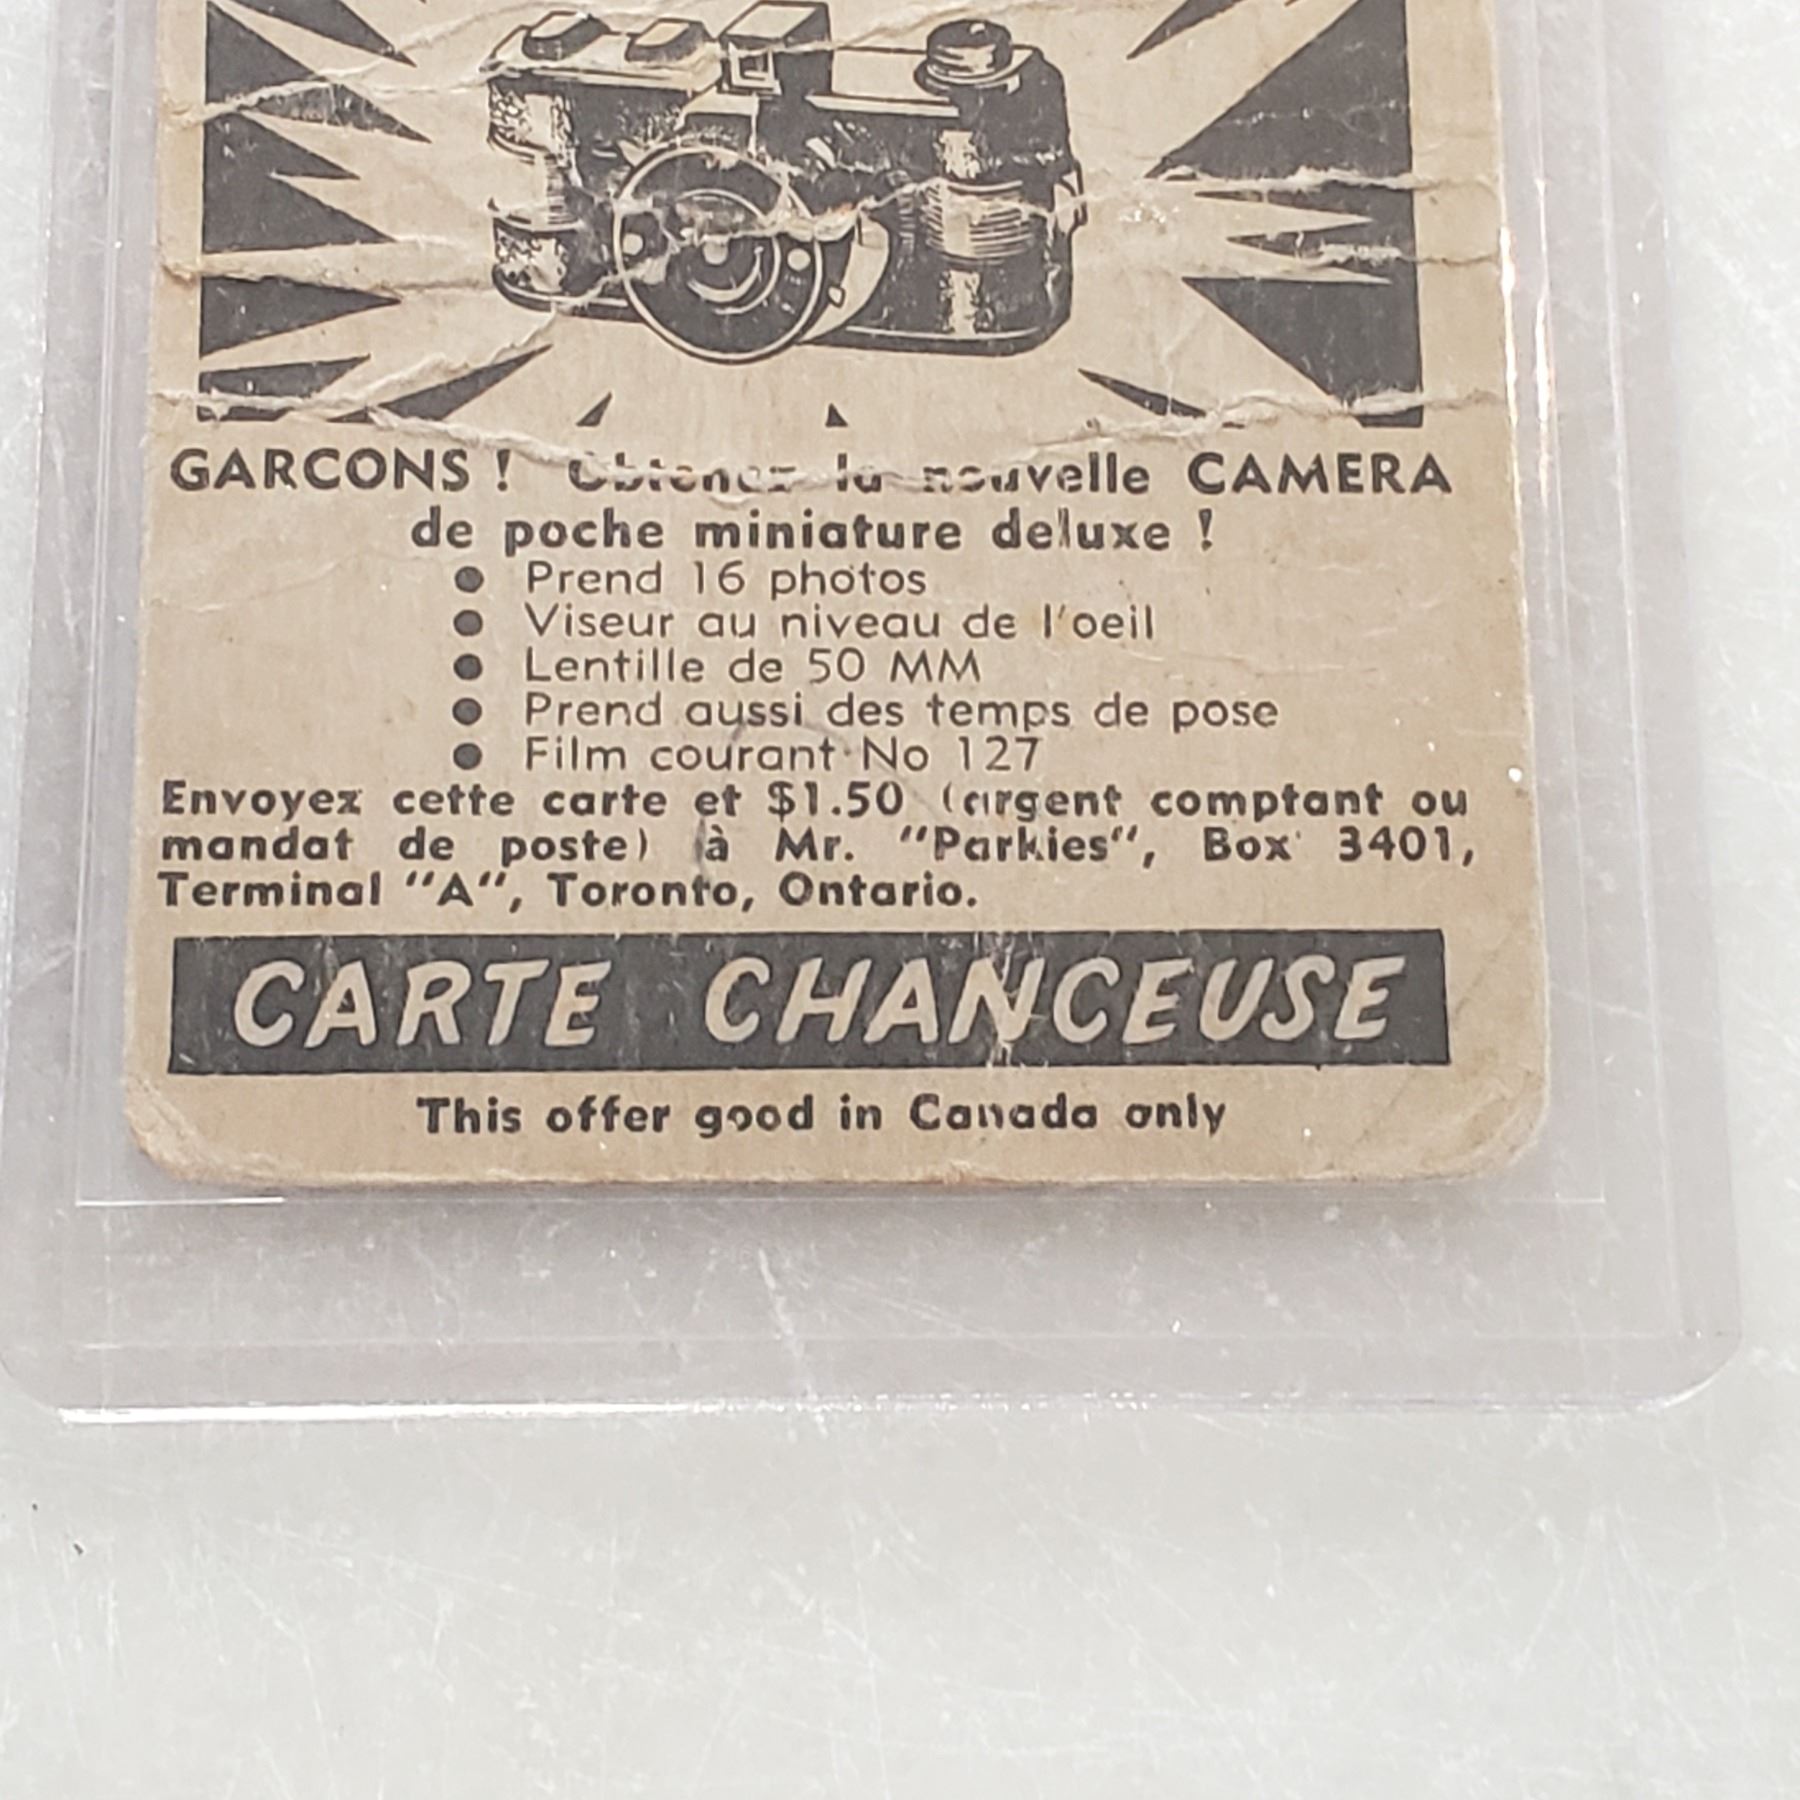 GARCONS ! Obtenez la nouvelle CAMERA
de poche miniature deluxe !
● Prend 16 photos
● Viseur au niveau de l'oeil
● Lentille de 50 MM
● Prend aussi des temps de pose
● Film courant No 127
Envoyez cette carte et $1.50 (argent comptant ou
mandat de poste) à Mr. "Parkies", Box 3401,
Terminal "A", Toronto, Ontario.
CARTE CHANCEUSE
This offer good in Canada only